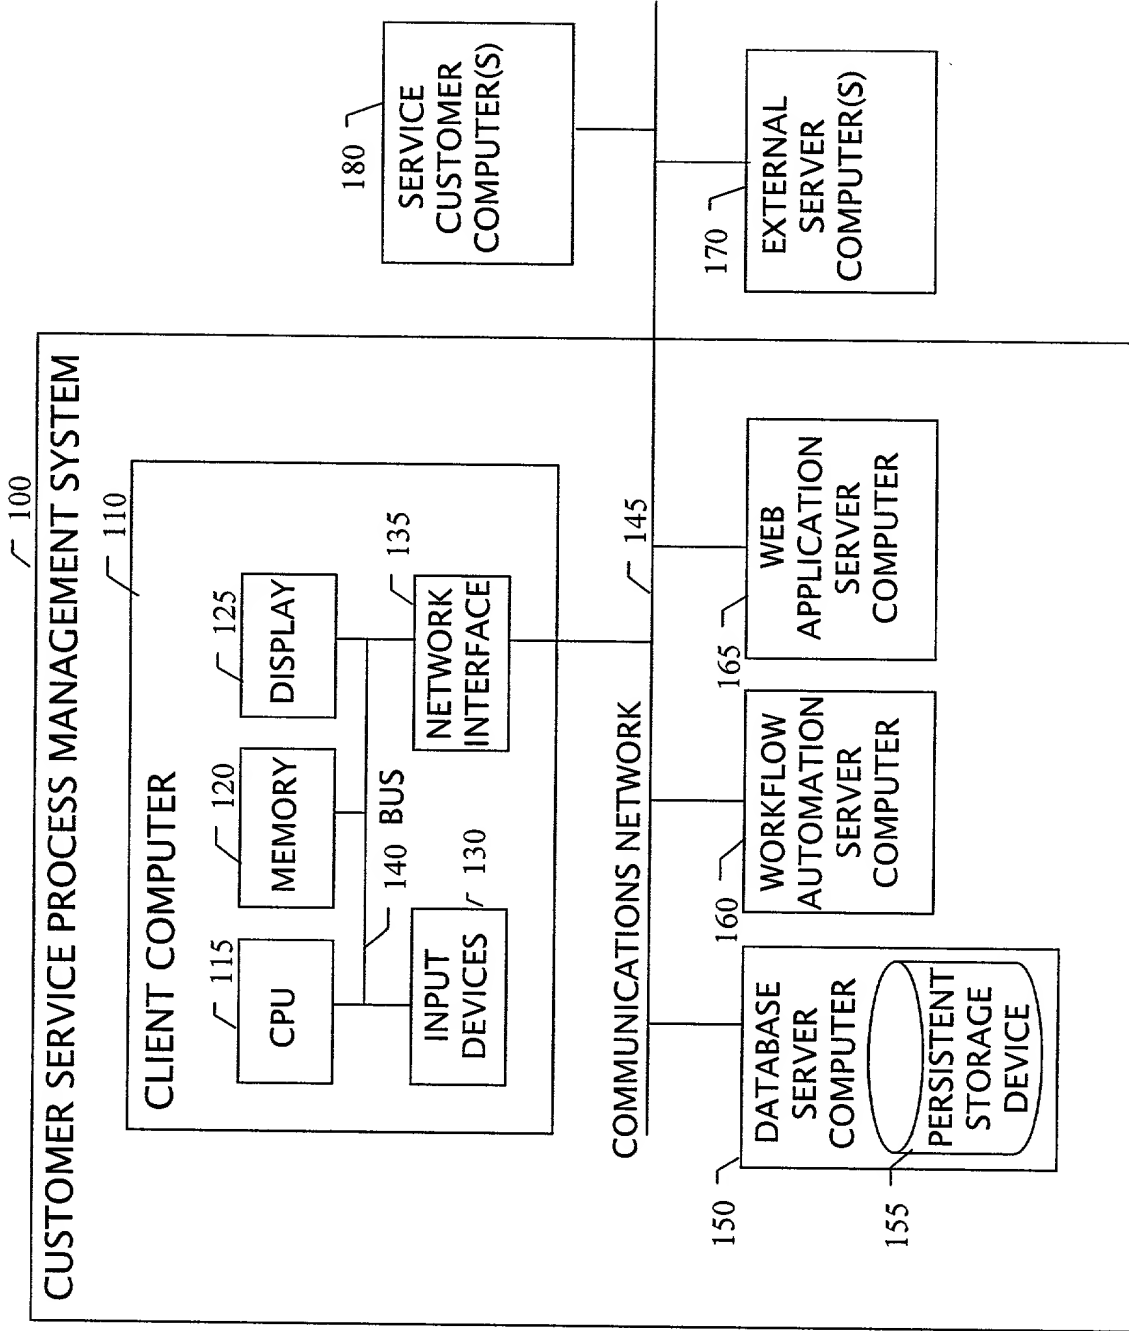 100
CUSTOMER SERVICE PROCESS MANAGEMENT SYSTEM
110
CLIENT COMPUTER
115
CPU
120
MEMORY
125
DISPLAY
140
BUS
INPUT
DEVICES
130
NETWORK
INTERFACE
135
COMMUNICATIONS NETWORK
145
150
DATABASE
SERVER
COMPUTER
155
PERSISTENT
STORAGE
DEVICE
160
WORKFLOW
AUTOMATION
SERVER
COMPUTER
165
WEB
APPLICATION
SERVER
COMPUTER
180
SERVICE
CUSTOMER
COMPUTER(S)
170
EXTERNAL
SERVER
COMPUTER(S)